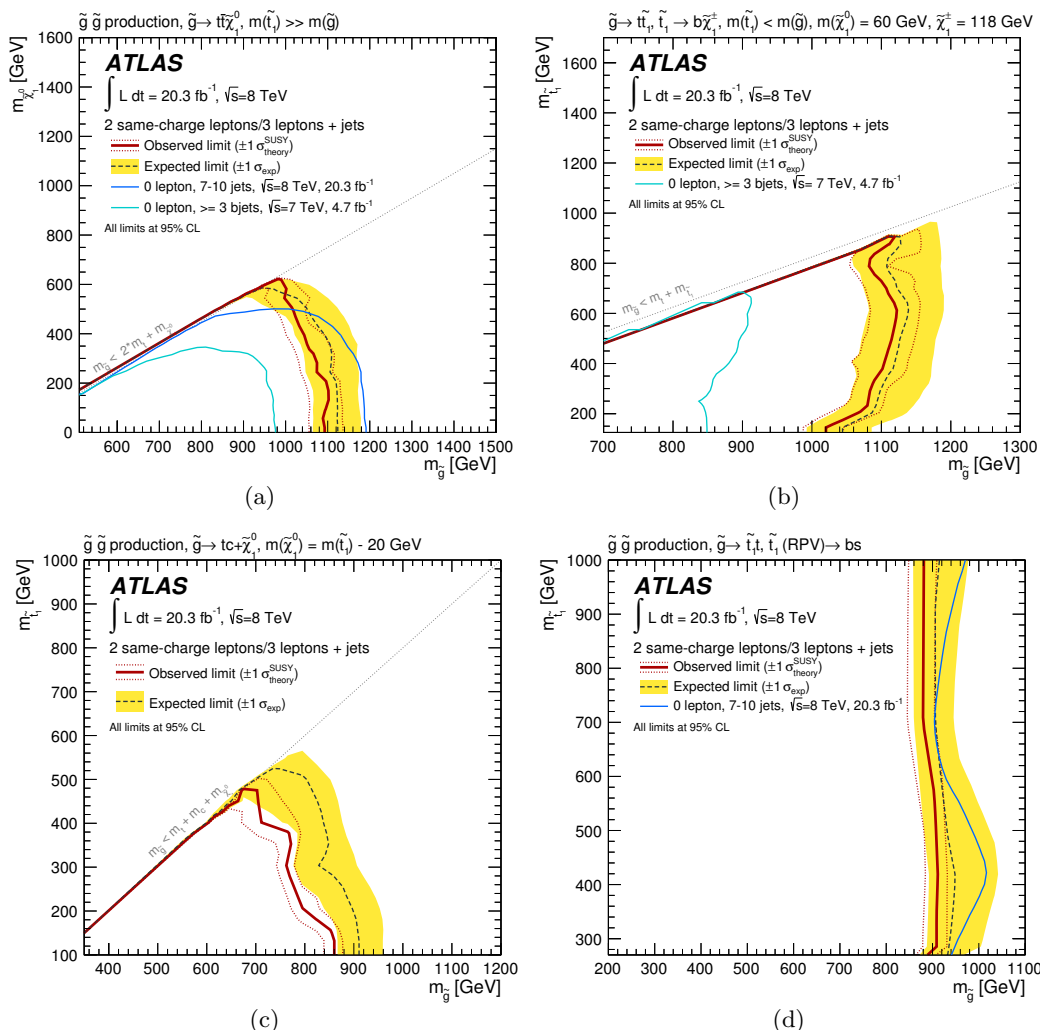 g̃ g̃ production, g̃→ tt̄χ̃₁⁰, m(t̃₁) >> m(g̃)
m_χ̃₁⁰ [GeV]
1600
1400
1200
1000
800
600
400
200
0
ATLAS
∫ L dt = 20.3 fb⁻¹, √s=8 TeV
2 same-charge leptons/3 leptons + jets
Observed limit (±1 σ_theory^SUSY)
Expected limit (±1 σ_exp)
0 lepton, 7-10 jets, √s=8 TeV, 20.3 fb⁻¹
0 lepton, >= 3 bjets, √s=7 TeV, 4.7 fb⁻¹
All limits at 95% CL
m_g̃ < 2*m_t + m_χ̃₁⁰
600 700 800 900 1000 1100 1200 1300 1400 1500
m_g̃ [GeV]
(a)
g̃→ tt̃₁, t̃₁→ bχ̃₁±, m(t̃₁) < m(g̃), m(χ̃₁⁰) = 60 GeV, χ̃₁± = 118 GeV
m_t̃₁ [GeV]
1600
1400
1200
1000
800
600
400
200
ATLAS
∫ L dt = 20.3 fb⁻¹, √s=8 TeV
2 same-charge leptons/3 leptons + jets
Observed limit (±1 σ_theory^SUSY)
Expected limit (±1 σ_exp)
0 lepton, >= 3 bjets, √s= 7 TeV, 4.7 fb⁻¹
All limits at 95% CL
m_g̃ < m_t + m_t̃₁
700 800 900 1000 1100 1200 1300
m_g̃ [GeV]
(b)
g̃ g̃ production, g̃→ tc+χ̃₁⁰, m(χ̃₁⁰) = m(t̃₁) - 20 GeV
m_t̃₁ [GeV]
1000
900
800
700
600
500
400
300
200
100
ATLAS
∫ L dt = 20.3 fb⁻¹, √s=8 TeV
2 same-charge leptons/3 leptons + jets
Observed limit (±1 σ_theory^SUSY)
Expected limit (±1 σ_exp)
All limits at 95% CL
m_g̃ < m_t + m_c + m_χ̃₁⁰
400 500 600 700 800 900 1000 1100 1200
m_g̃ [GeV]
(c)
g̃ g̃ production, g̃→ t̃₁t, t̃₁ (RPV)→ bs
m_t̃₁ [GeV]
1000
900
800
700
600
500
400
300
ATLAS
∫ L dt = 20.3 fb⁻¹, √s=8 TeV
2 same-charge leptons/3 leptons + jets
Observed limit (±1 σ_theory^SUSY)
Expected limit (±1 σ_exp)
0 lepton, 7-10 jets, √s=8 TeV, 20.3 fb⁻¹
All limits at 95% CL
200 300 400 500 600 700 800 900 1000 1100
m_g̃ [GeV]
(d)